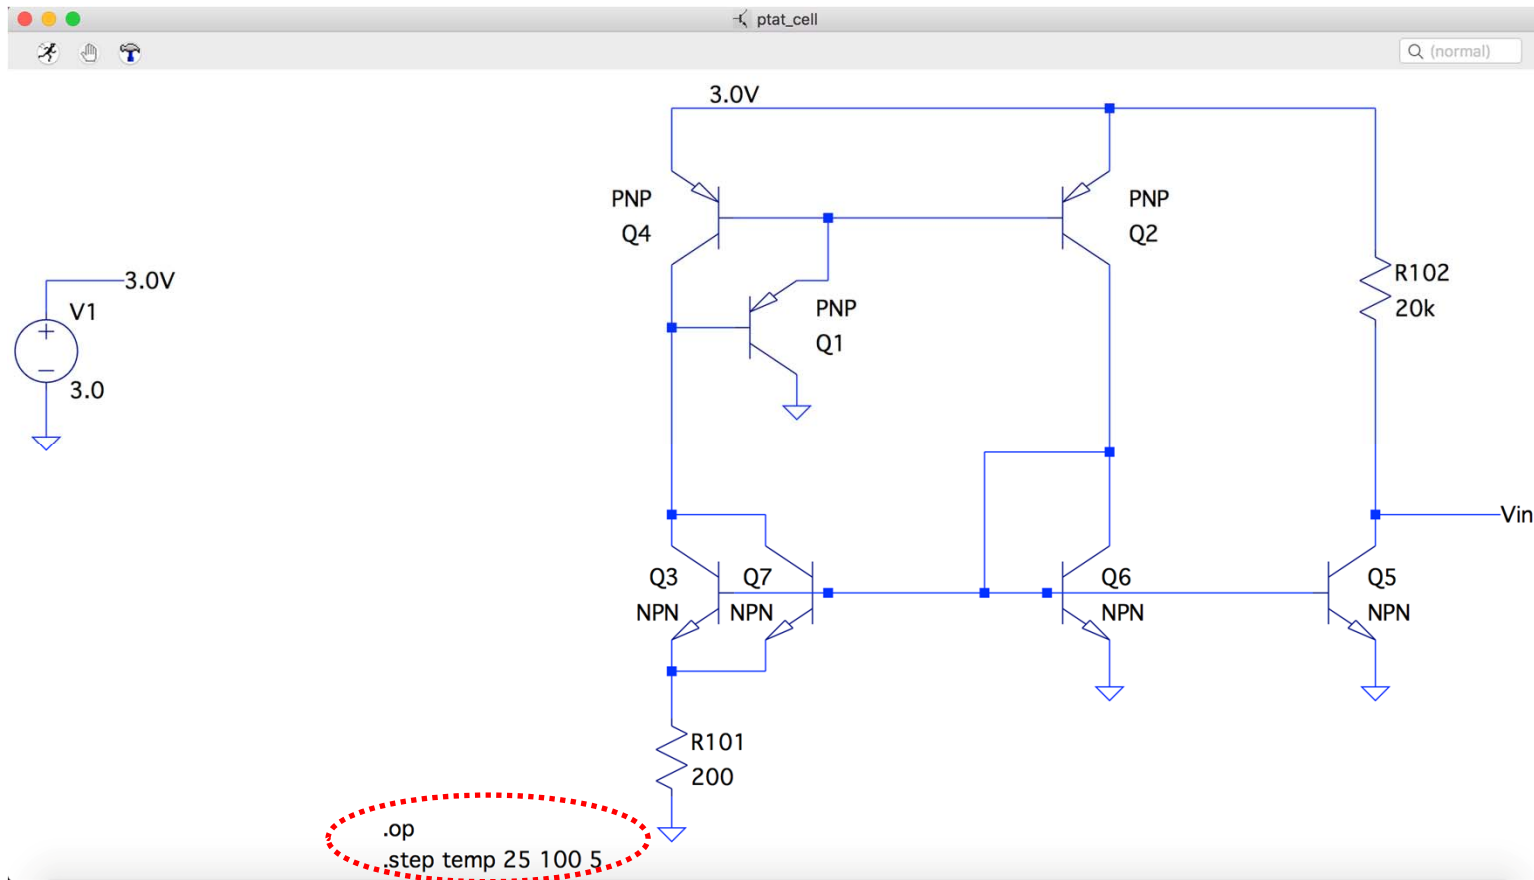 ptat_cell
(normal)
3.0V
PNP
Q4
PNP
Q2
3.0V
V1
3.0
PNP
Q1
R102
20k
Vin
Q3
NPN
Q7
NPN
Q6
NPN
Q5
NPN
R101
200
.op
.step temp 25 100 5